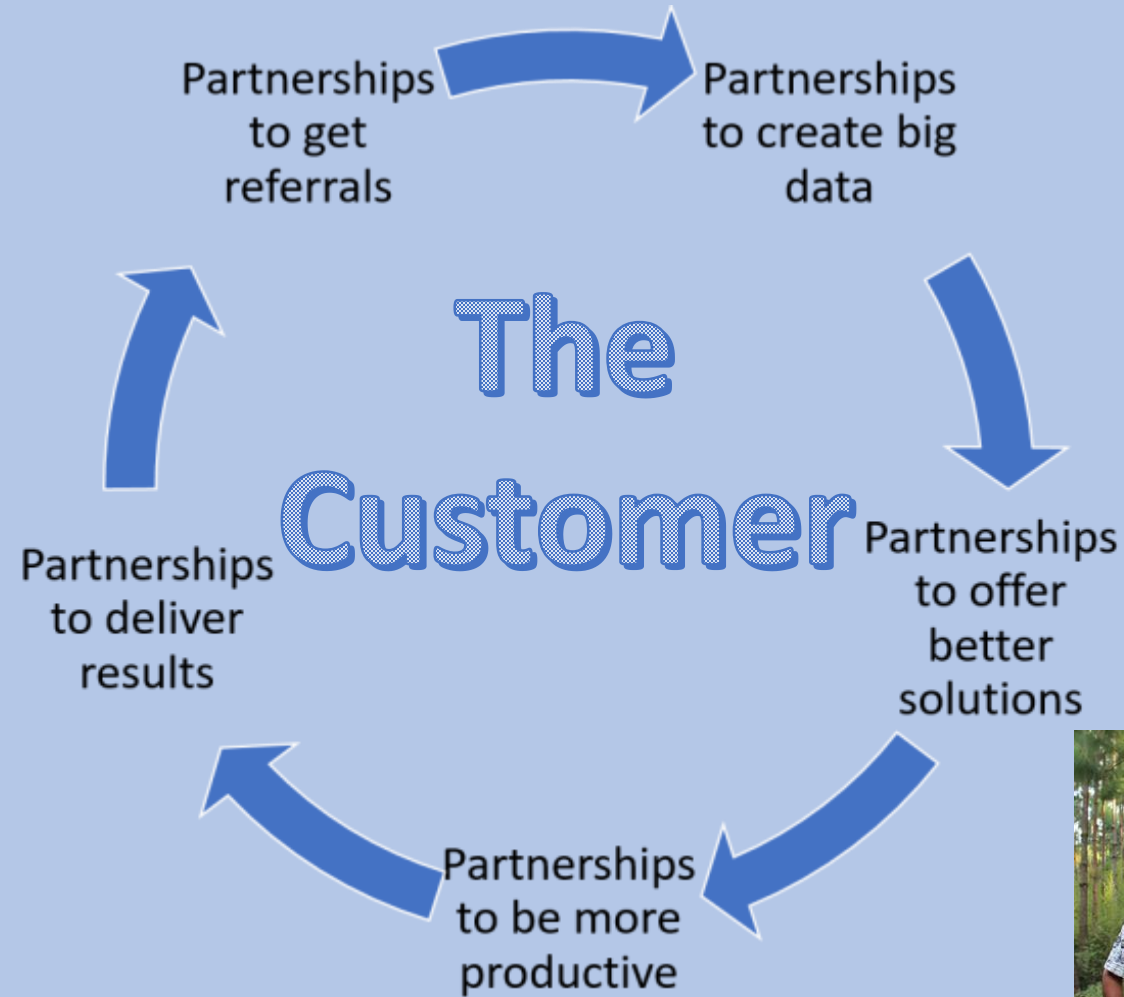 Partnerships
to get
referrals
Partnerships
to create big
data
The
Customer
Partnerships
to offer
better
solutions
Partnerships
to be more
productive
Partnerships
to deliver
results